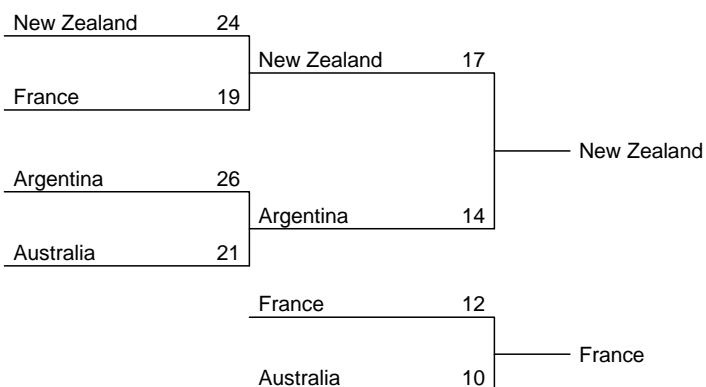 New Zealand 24
New Zealand 17
France 19
New Zealand
Argentina 26
Argentina 14
Australia 21
France 12
France
Australia 10